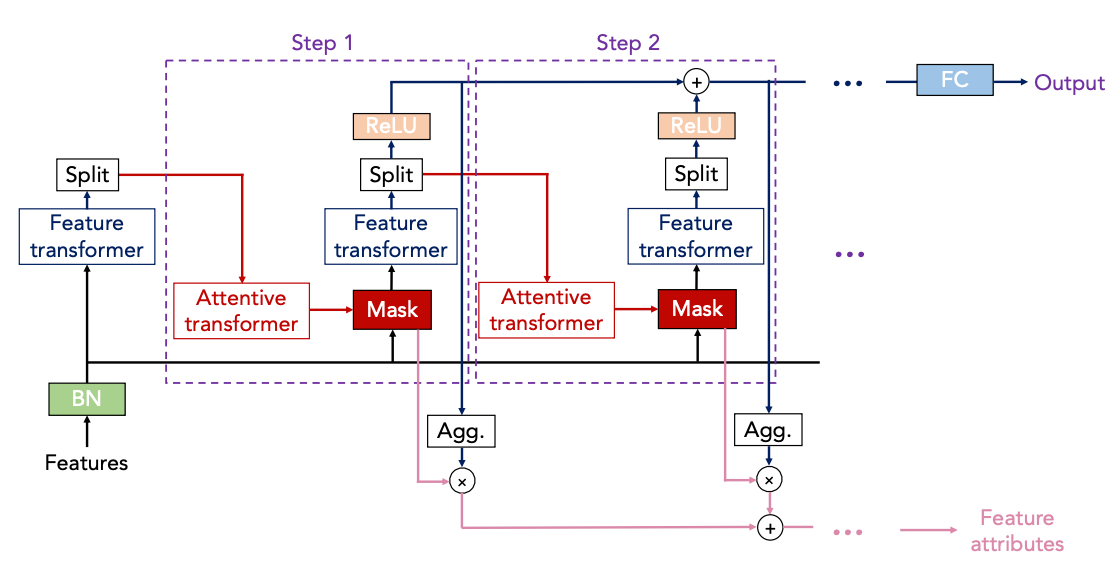 Step 1
Step 2
FC
Output
ReLU
ReLU
Split
Split
Split
Feature
transformer
Feature
transformer
Feature
transformer
...
...
Attentive
transformer
Mask
Attentive
transformer
Mask
BN
Features
Agg.
Agg.
×
×
+
+
...
Feature
attributes